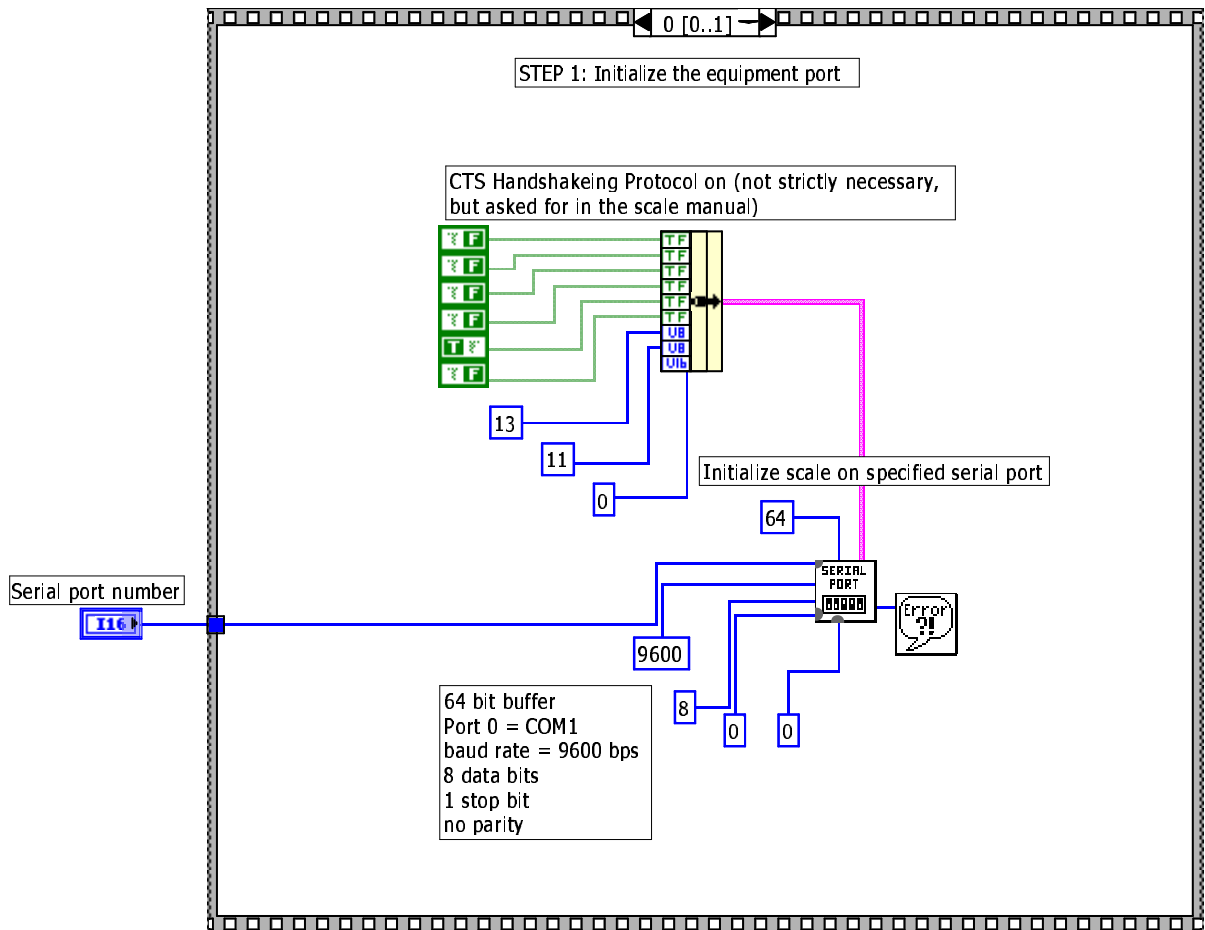 0 [0..1]
STEP 1: Initialize the equipment port
CTS Handshakeing Protocol on (not strictly necessary,
but asked for in the scale manual)
F
F
F
F
T
F
TF
TF
TF
TF
TF
TF
U8
U8
U16
13
11
0
Initialize scale on specified serial port
64
Serial port number
I16
SERIAL
PORT
Error
?!
9600
8
0
0
64 bit buffer
Port 0 = COM1
baud rate = 9600 bps
8 data bits
1 stop bit
no parity